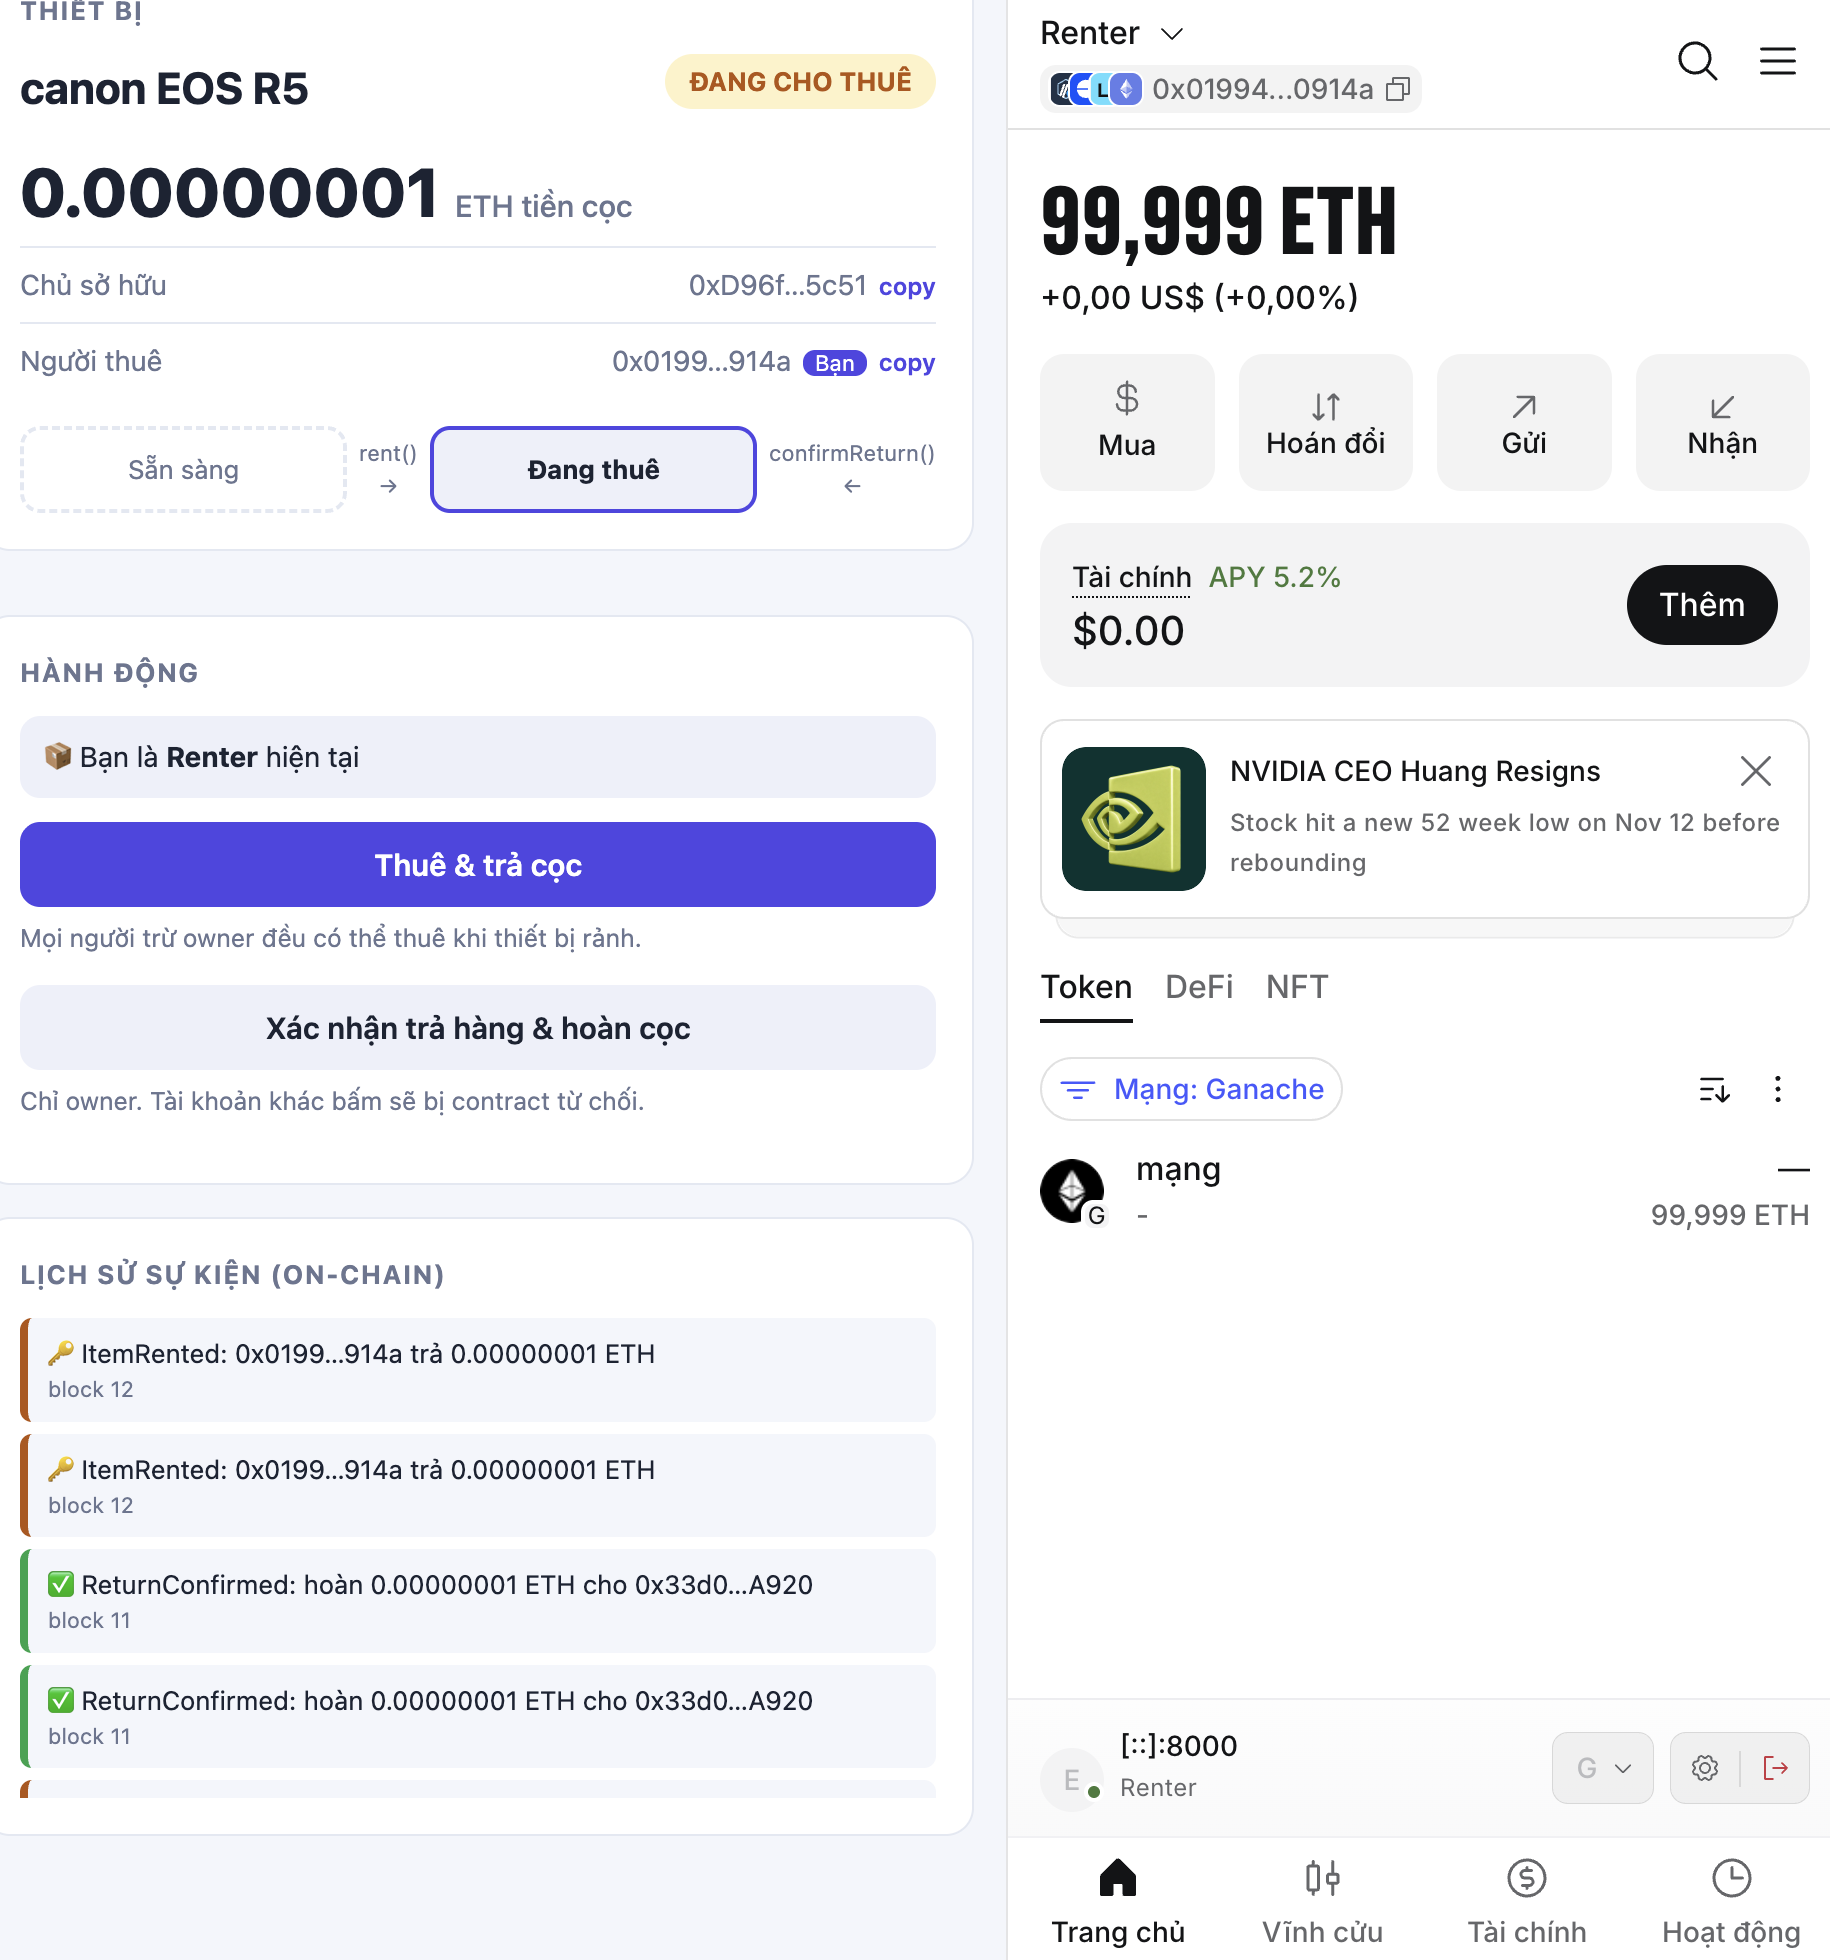 THIẾT BỊ
canon EOS R5
ĐANG CHO THUÊ
0.00000001 ETH tiền cọc
Chủ sở hữu
0xD96f...5c51 copy
Người thuê
0x0199...914a Bạn copy
Sẵn sàng
rent()
→
Đang thuê
confirmReturn()
←
HÀNH ĐỘNG
📦 Bạn là Renter hiện tại
Thuê & trả cọc
Mọi người trừ owner đều có thể thuê khi thiết bị rảnh.
Xác nhận trả hàng & hoàn cọc
Chỉ owner. Tài khoản khác bấm sẽ bị contract từ chối.
LỊCH SỬ SỰ KIỆN (ON-CHAIN)
🔑 ItemRented: 0x0199...914a trả 0.00000001 ETH
block 12
🔑 ItemRented: 0x0199...914a trả 0.00000001 ETH
block 12
✅ ReturnConfirmed: hoàn 0.00000001 ETH cho 0x33d0...A920
block 11
✅ ReturnConfirmed: hoàn 0.00000001 ETH cho 0x33d0...A920
block 11
Renter
L
0x01994...0914a
99,999 ETH
+0,00 US$ (+0,00%)
Mua
Hoán đổi
Gửi
Nhận
Tài chính APY 5.2%
$0.00
Thêm
NVIDIA CEO Huang Resigns
Stock hit a new 52 week low on Nov 12 before
rebounding
Token
DeFi
NFT
Mạng: Ganache
G
mạng
—
-
99,999 ETH
E
[::]:8000
Renter
G
Trang chủ
Vĩnh cửu
Tài chính
Hoạt động